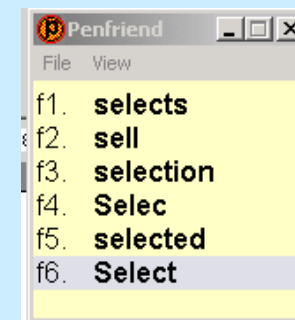 Penfriend
File View
f1. selects
f2. sell
f3. selection
f4. Selec
f5. selected
f6. Select